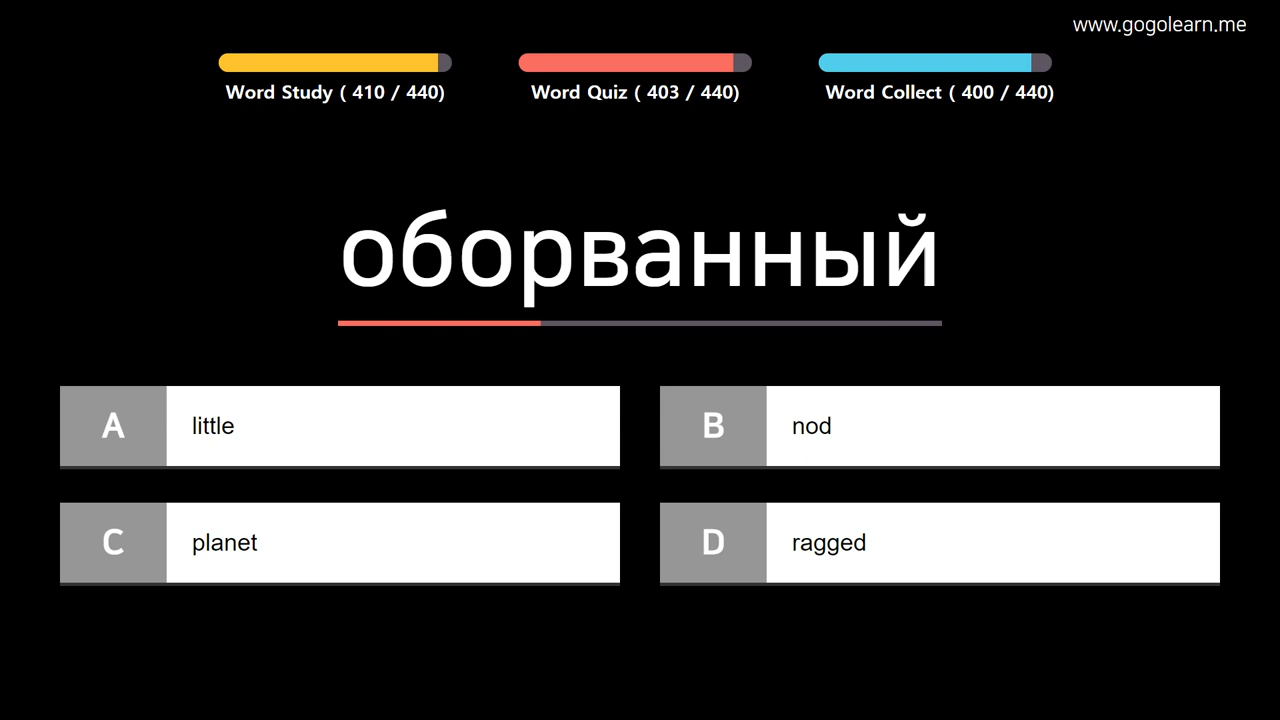 www.gogolearn.me
Word Study ( 410 / 440)
Word Quiz ( 403 / 440)
Word Collect ( 400 / 440)
оборванный
A little
B nod
C planet
D ragged